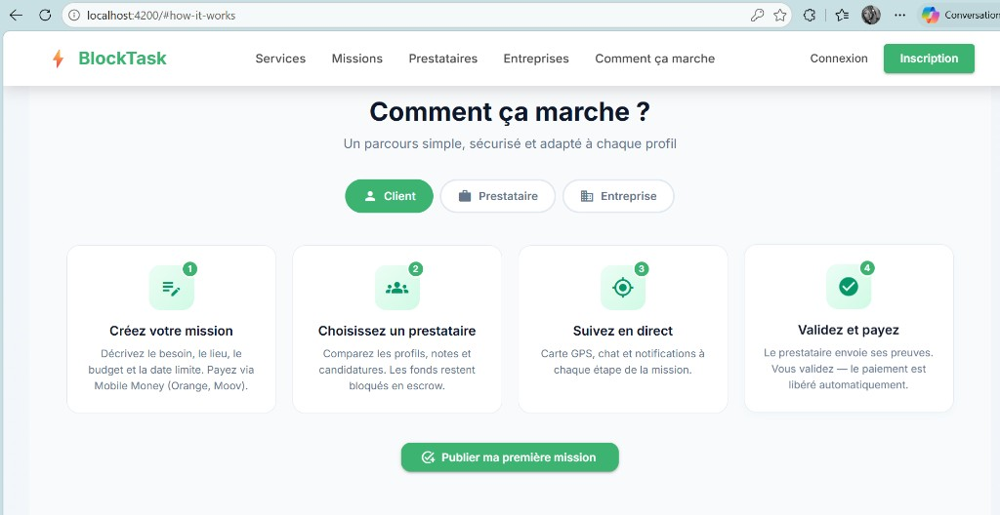 localhost:4200/#how-it-works
Conversation
BlockTask
Services Missions Prestataires Entreprises Comment ça marche
Connexion Inscription
Comment ça marche ?
Un parcours simple, sécurisé et adapté à chaque profil
Client Prestataire Entreprise
1
Créez votre mission
Décrivez le besoin, le lieu, le
budget et la date limite. Payez via
Mobile Money (Orange, Moov).
2
Choisissez un prestataire
Comparez les profils, notes et
candidatures. Les fonds restent
bloqués en escrow.
3
Suivez en direct
Carte GPS, chat et notifications à
chaque étape de la mission.
4
Validez et payez
Le prestataire envoie ses preuves.
Vous validez — le paiement est
libéré automatiquement.
Publier ma première mission